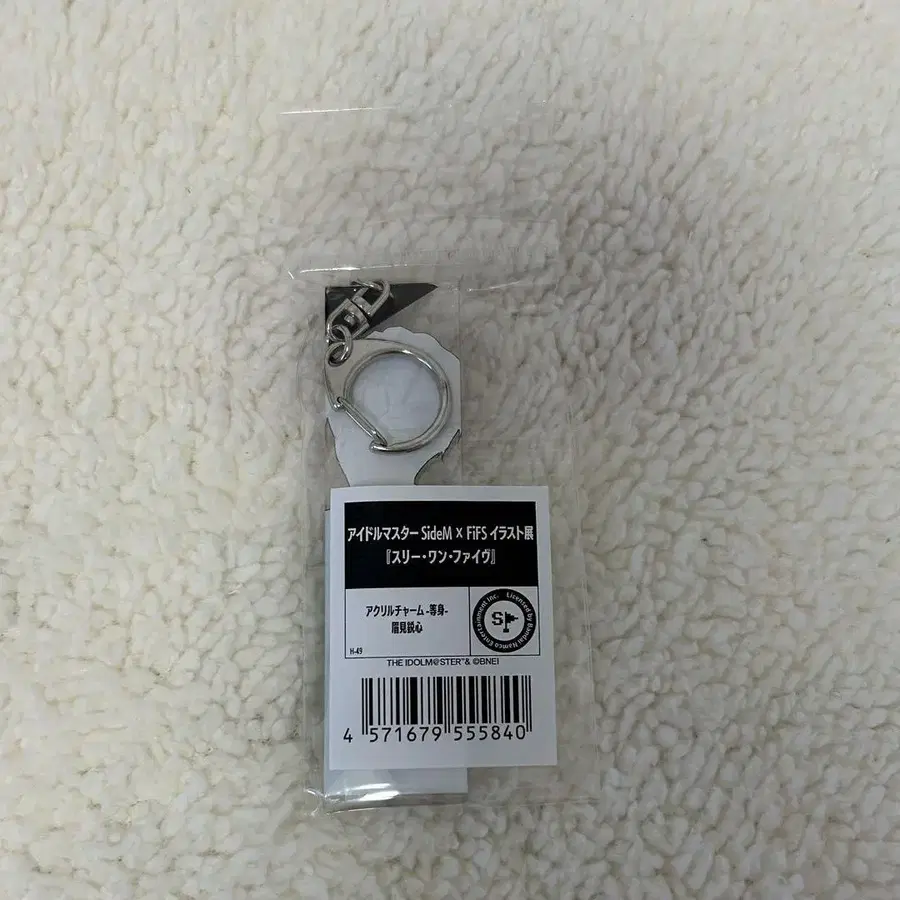 アイドルマスター SideM × FiFS イラスト展
『スリー・ワン・ファイヴ』
アクリルチャーム -等身-
眉見鋭心
H-49
Licensed by Bandai Namco Entertainment Inc.
S
THE IDOLM@STER™& ©BNEI
4 571679 555840